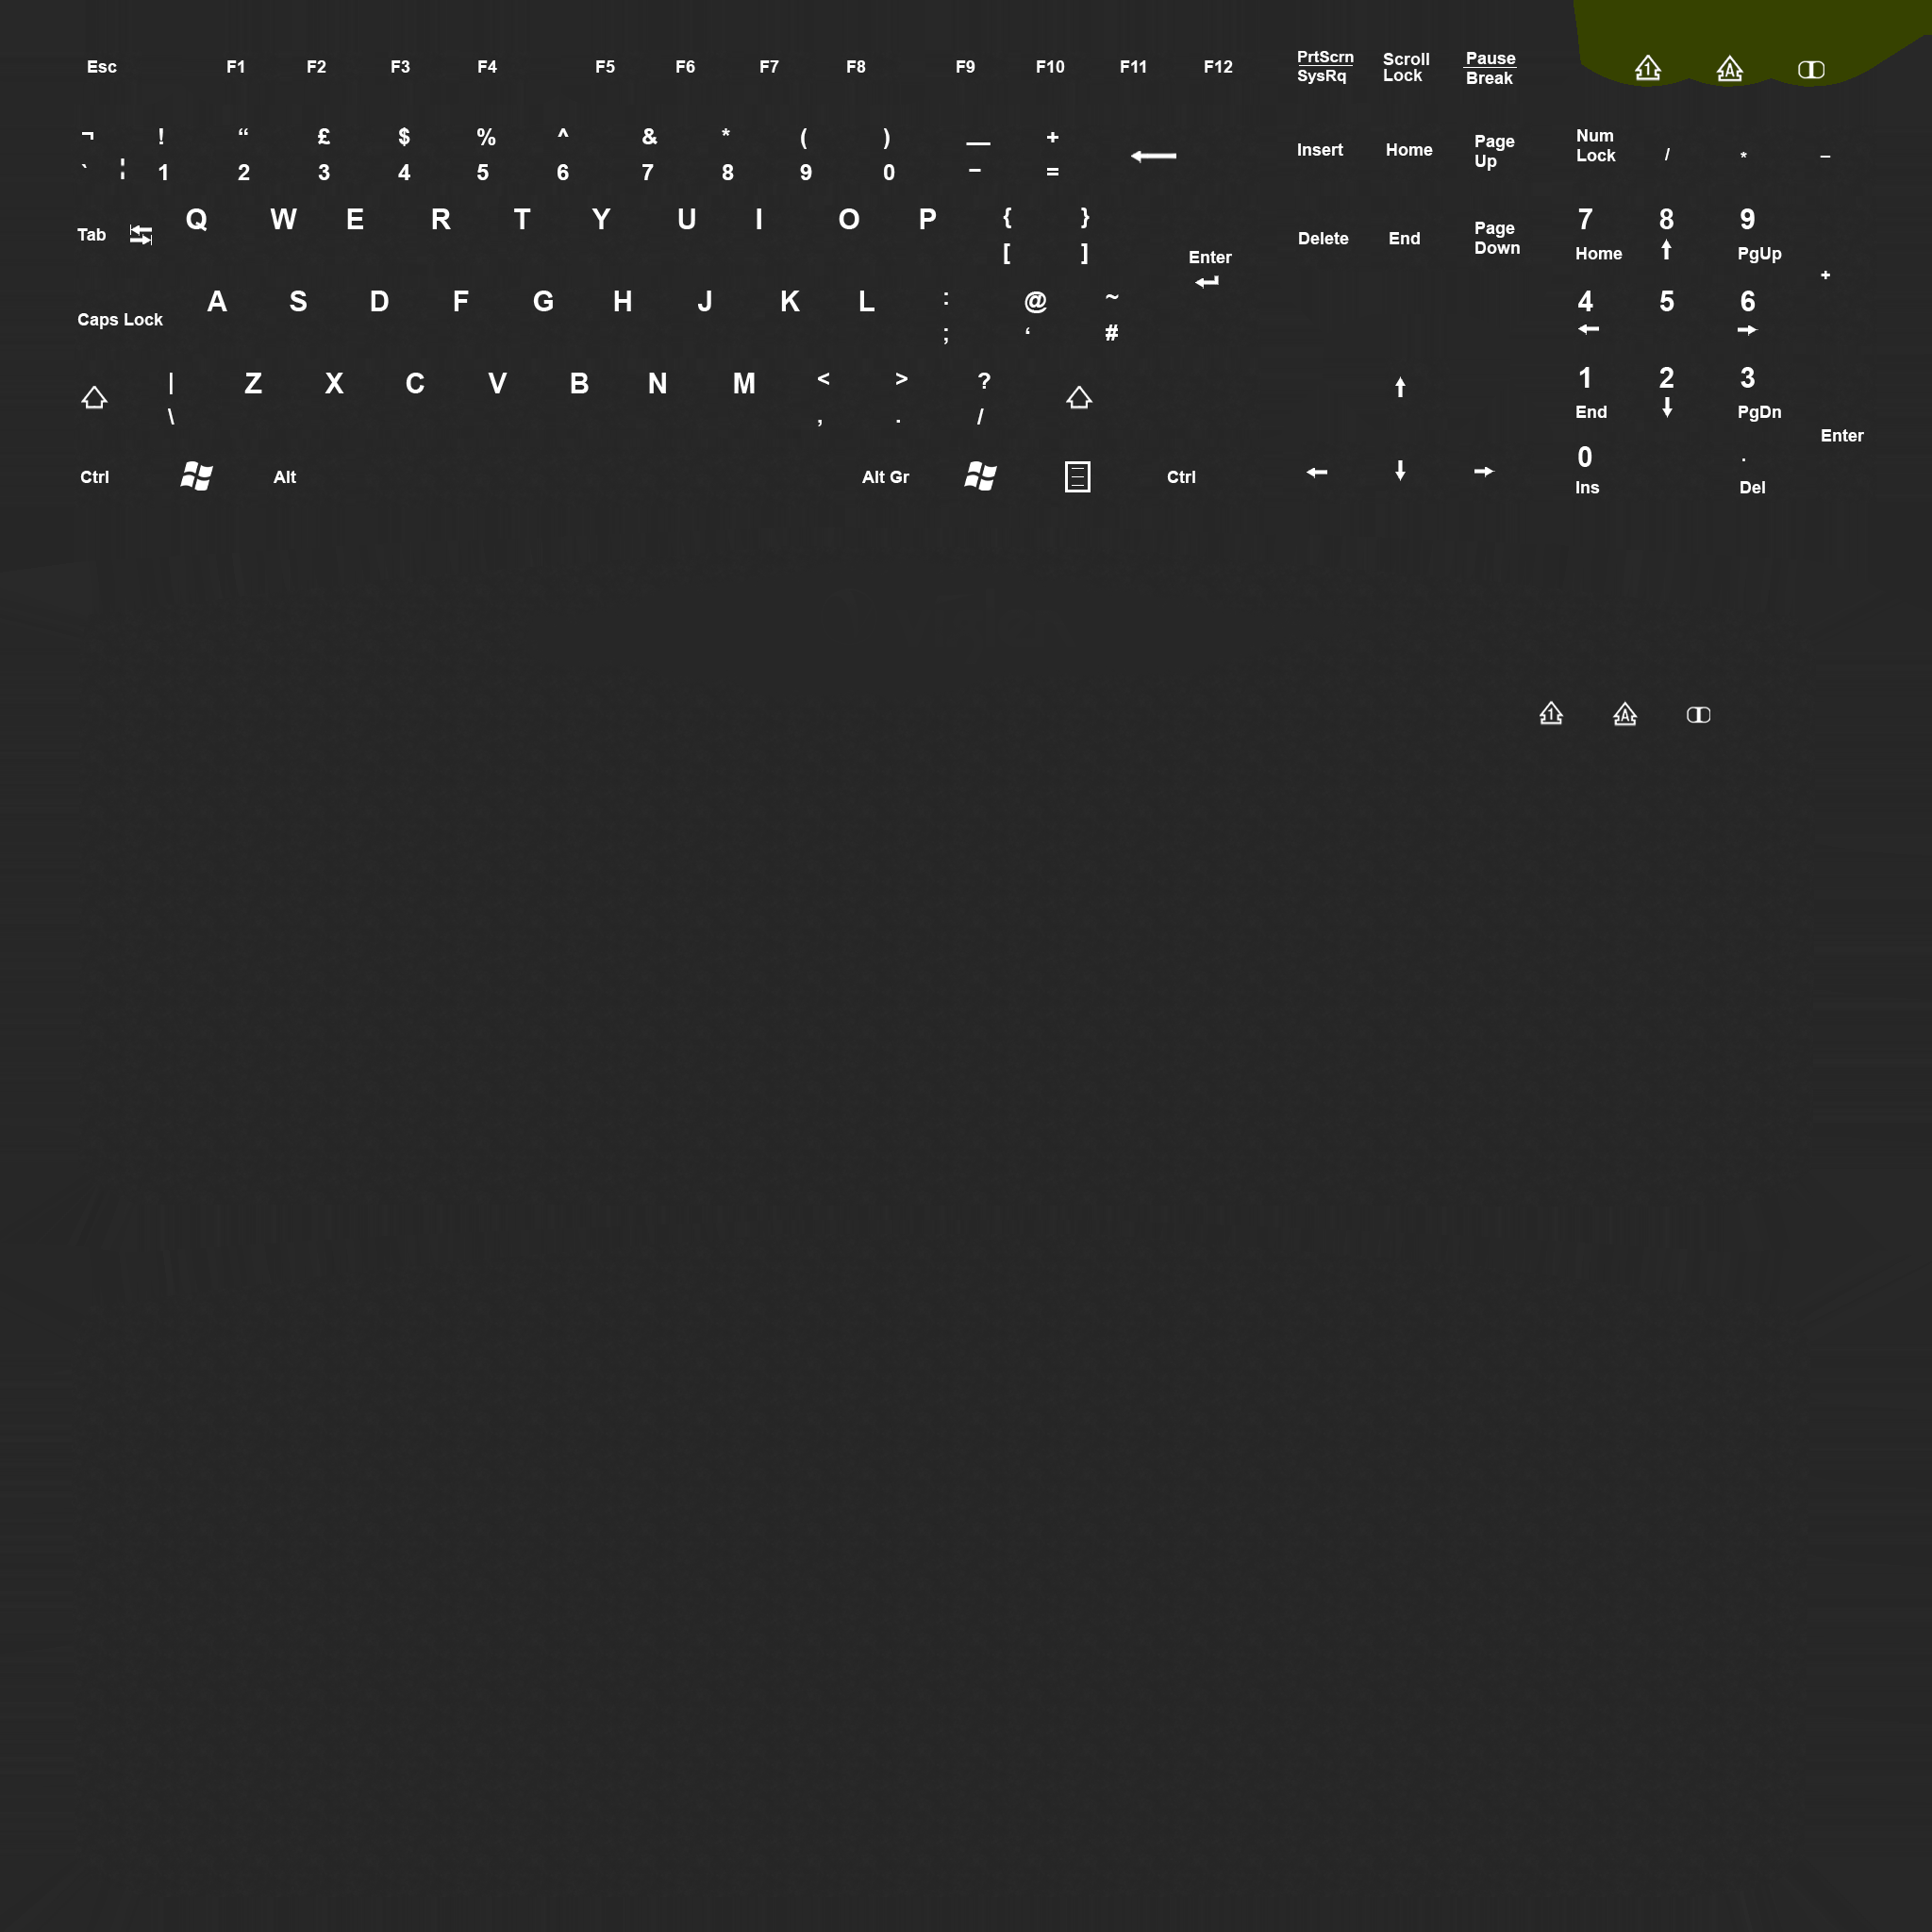 Esc F1 F2 F3 F4 F5 F6 F7 F8 F9 F10 F11 F12 PrtScrn SysRq Scroll Lock Pause Break 1 A
¬ ! “ £ $ % ^ & * ( ) _ + Insert Home Page Up Num Lock / * –
` ¦ 1 2 3 4 5 6 7 8 9 0 - =
Tab Q W E R T Y U I O P { } 7 8 9
[ ] Enter Delete End Page Down Home PgUp +
Caps Lock A S D F G H J K L : @ ~ 4 5 6
; ‘ #
| Z X C V B N M < > ? 1 2 3
\ , . / End PgDn Enter
Ctrl Alt Alt Gr Ctrl 0 .
Ins Del
1 A